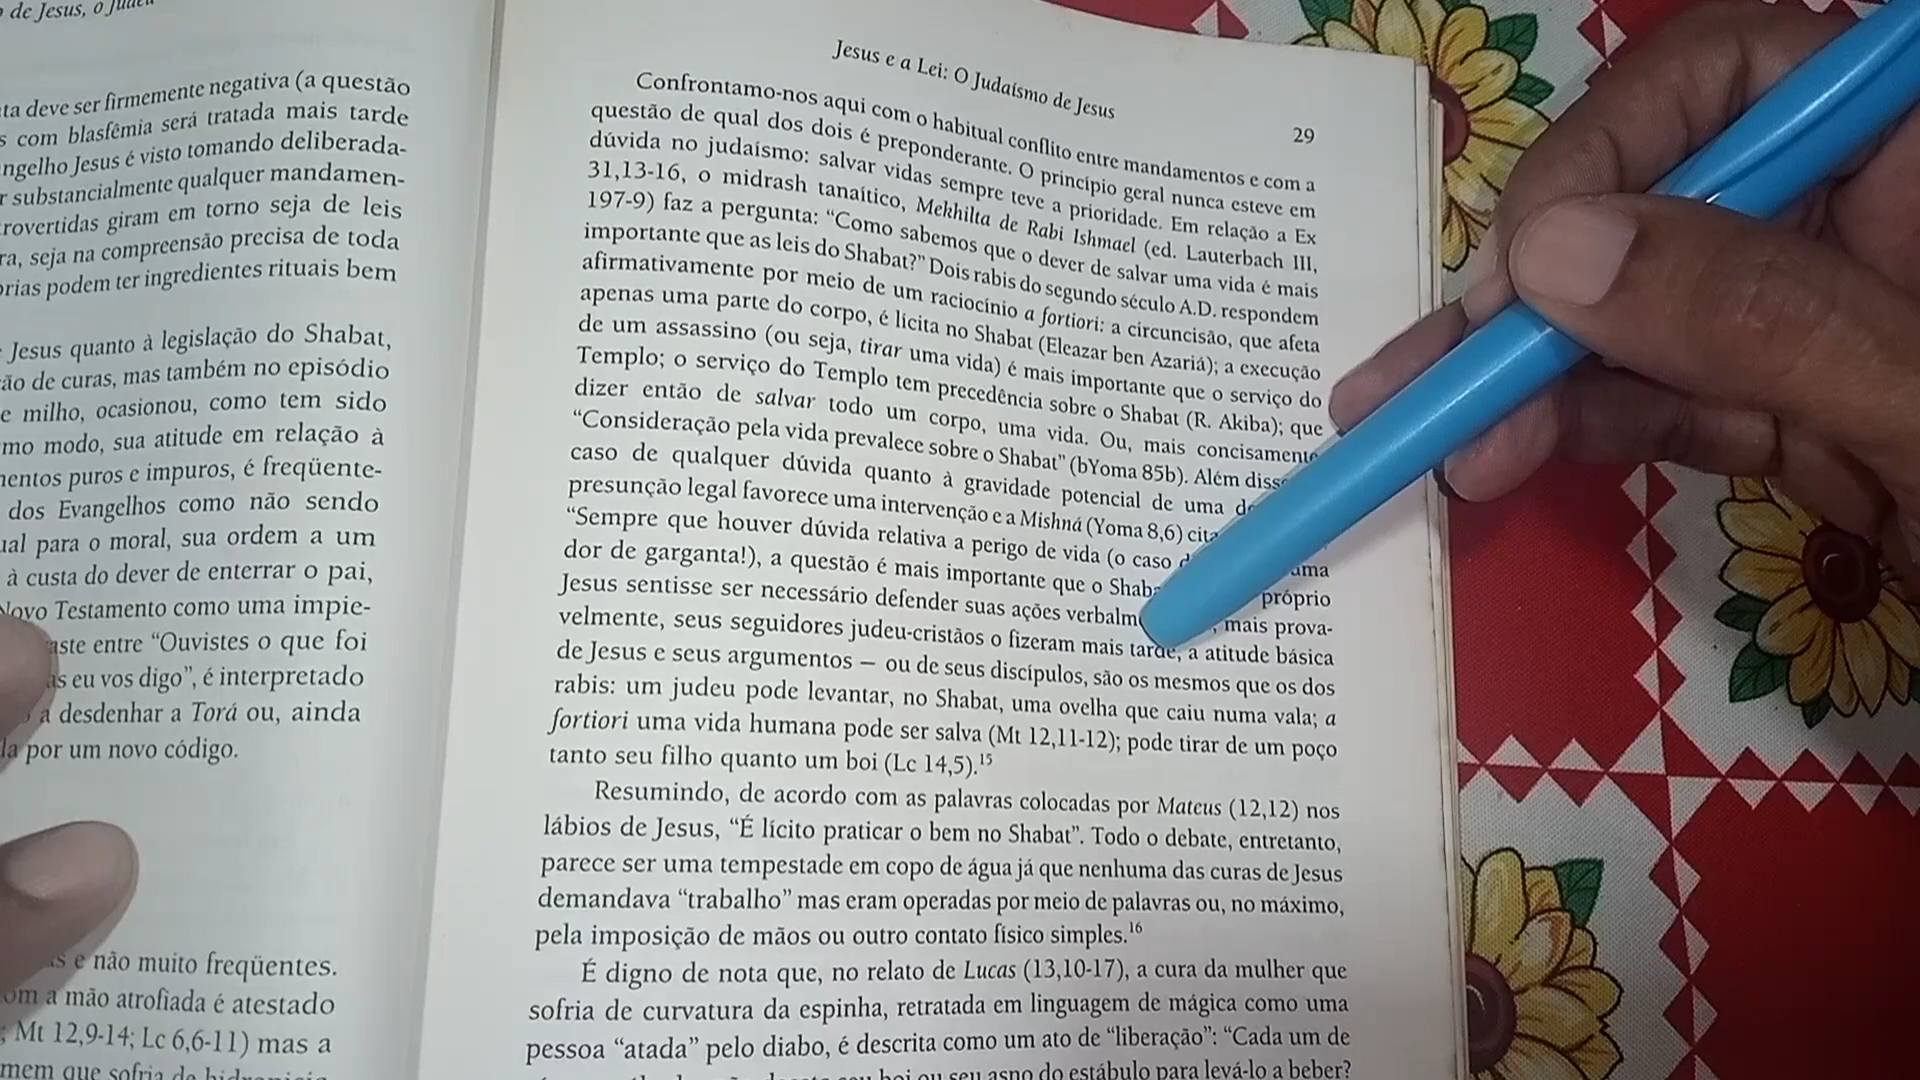 de Jesus, o Judeu
ta deve ser firmemente negativa (a questão
s com blasfêmia será tratada mais tarde
ngelho Jesus é visto tomando deliberada-
r substancialmente qualquer mandamen-
rovertidas giram em torno seja de leis
ra, seja na compreensão precisa de toda
órias podem ter ingredientes rituais bem
Jesus quanto à legislação do Shabat,
ão de curas, mas também no episódio
e milho, ocasionou, como tem sido
mo modo, sua atitude em relação à
mentos puros e impuros, é freqüente-
dos Evangelhos como não sendo
ual para o moral, sua ordem a um
à custa do dever de enterrar o pai,
Novo Testamento como uma impie-
aste entre “Ouvistes o que foi
as eu vos digo”, é interpretado
a desdenhar a Torá ou, ainda
la por um novo código.
s e não muito freqüentes.
om a mão atrofiada é atestado
; Mt 12,9-14; Lc 6,6-11) mas a
mem que sofria de hidropisia
Jesus e a Lei: O Judaísmo de Jesus
29
Confrontamo-nos aqui com o habitual conflito entre mandamentos e com a
questão de qual dos dois é preponderante. O princípio geral nunca esteve em
dúvida no judaísmo: salvar vidas sempre teve a prioridade. Em relação a Ex
31,13-16, o midrash tanaítico, Mekhilta de Rabi Ishmael (ed. Lauterbach III,
197-9) faz a pergunta: “Como sabemos que o dever de salvar uma vida é mais
importante que as leis do Shabat?” Dois rabis do segundo século A.D. respondem
afirmativamente por meio de um raciocínio a fortiori: a circuncisão, que afeta
apenas uma parte do corpo, é lícita no Shabat (Eleazar ben Azariá); a execução
de um assassino (ou seja, tirar uma vida) é mais importante que o serviço do
Templo; o serviço do Templo tem precedência sobre o Shabat (R. Akiba); que
dizer então de salvar todo um corpo, uma vida. Ou, mais concisamente
“Consideração pela vida prevalece sobre o Shabat” (bYoma 85b). Além disso
caso de qualquer dúvida quanto à gravidade potencial de uma
presunção legal favorece uma intervenção e a Mishná (Yoma 8,6)
“Sempre que houver dúvida relativa a perigo de vida (o caso uma
dor de garganta!), a questão é mais importante que o próprio
Jesus sentisse ser necessário defender suas ações mais prova-
velmente, seus seguidores judeu-cristãos o fizeram mais tarde, a atitude básica
de Jesus e seus argumentos — ou de seus discípulos, são os mesmos que os dos
rabis: um judeu pode levantar, no Shabat, uma ovelha que caiu numa vala; a
fortiori uma vida humana pode ser salva (Mt 12,11-12); pode tirar de um poço
tanto seu filho quanto um boi (Lc 14,5).15
Resumindo, de acordo com as palavras colocadas por Mateus (12,12) nos
lábios de Jesus, “É lícito praticar o bem no Shabat”. Todo o debate, entretanto,
parece ser uma tempestade em copo de água já que nenhuma das curas de Jesus
demandava “trabalho” mas eram operadas por meio de palavras ou, no máximo,
pela imposição de mãos ou outro contato físico simples.16
É digno de nota que, no relato de Lucas (13,10-17), a cura da mulher que
sofria de curvatura da espinha, retratada em linguagem de mágica como uma
pessoa “atada” pelo diabo, é descrita como um ato de “liberação”: “Cada um de
boi ou seu asno do estábulo para levá-lo a beber?